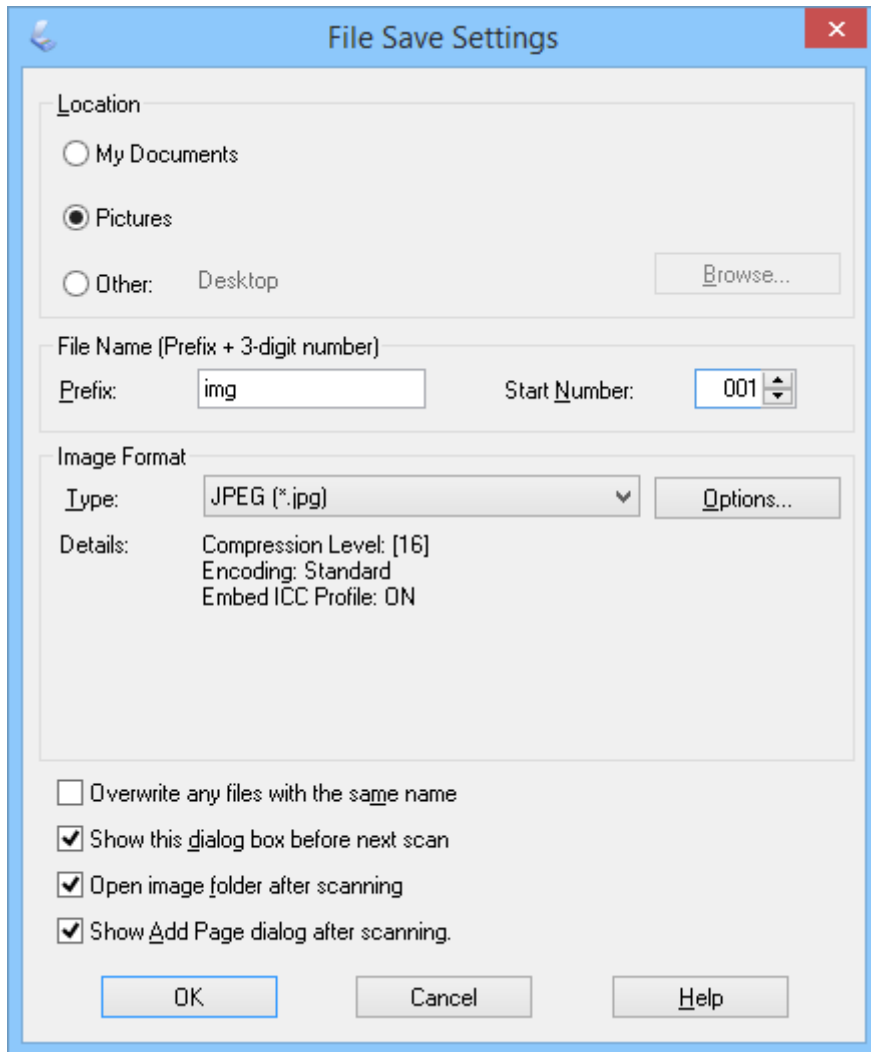 File Save Settings
Location
My Documents
Pictures
Other: Desktop Browse...
File Name (Prefix + 3-digit number)
Prefix: img Start Number: 001
Image Format
Type: JPEG (*.jpg) Options...
Details: Compression Level: [16]
Encoding: Standard
Embed ICC Profile: ON
Overwrite any files with the same name
Show this dialog box before next scan
Open image folder after scanning
Show Add Page dialog after scanning.
OK Cancel Help